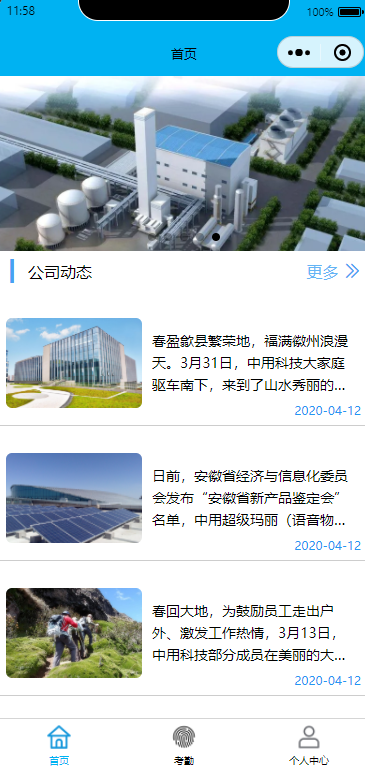 11:58
100%
首页
公司动态
更多
春盈歙县繁荣地，福满徽州浪漫
天。3月31日，中用科技大家庭
驱车南下，来到了山水秀丽的...
2020-04-12
日前，安徽省经济与信息化委员
会发布“安徽省新产品鉴定会”
名单，中用超级玛丽（语音物...
2020-04-12
春回大地，为鼓励员工走出户
外、激发工作热情，3月13日，
中用科技部分成员在美丽的大...
2020-04-12
首页
考勤
个人中心